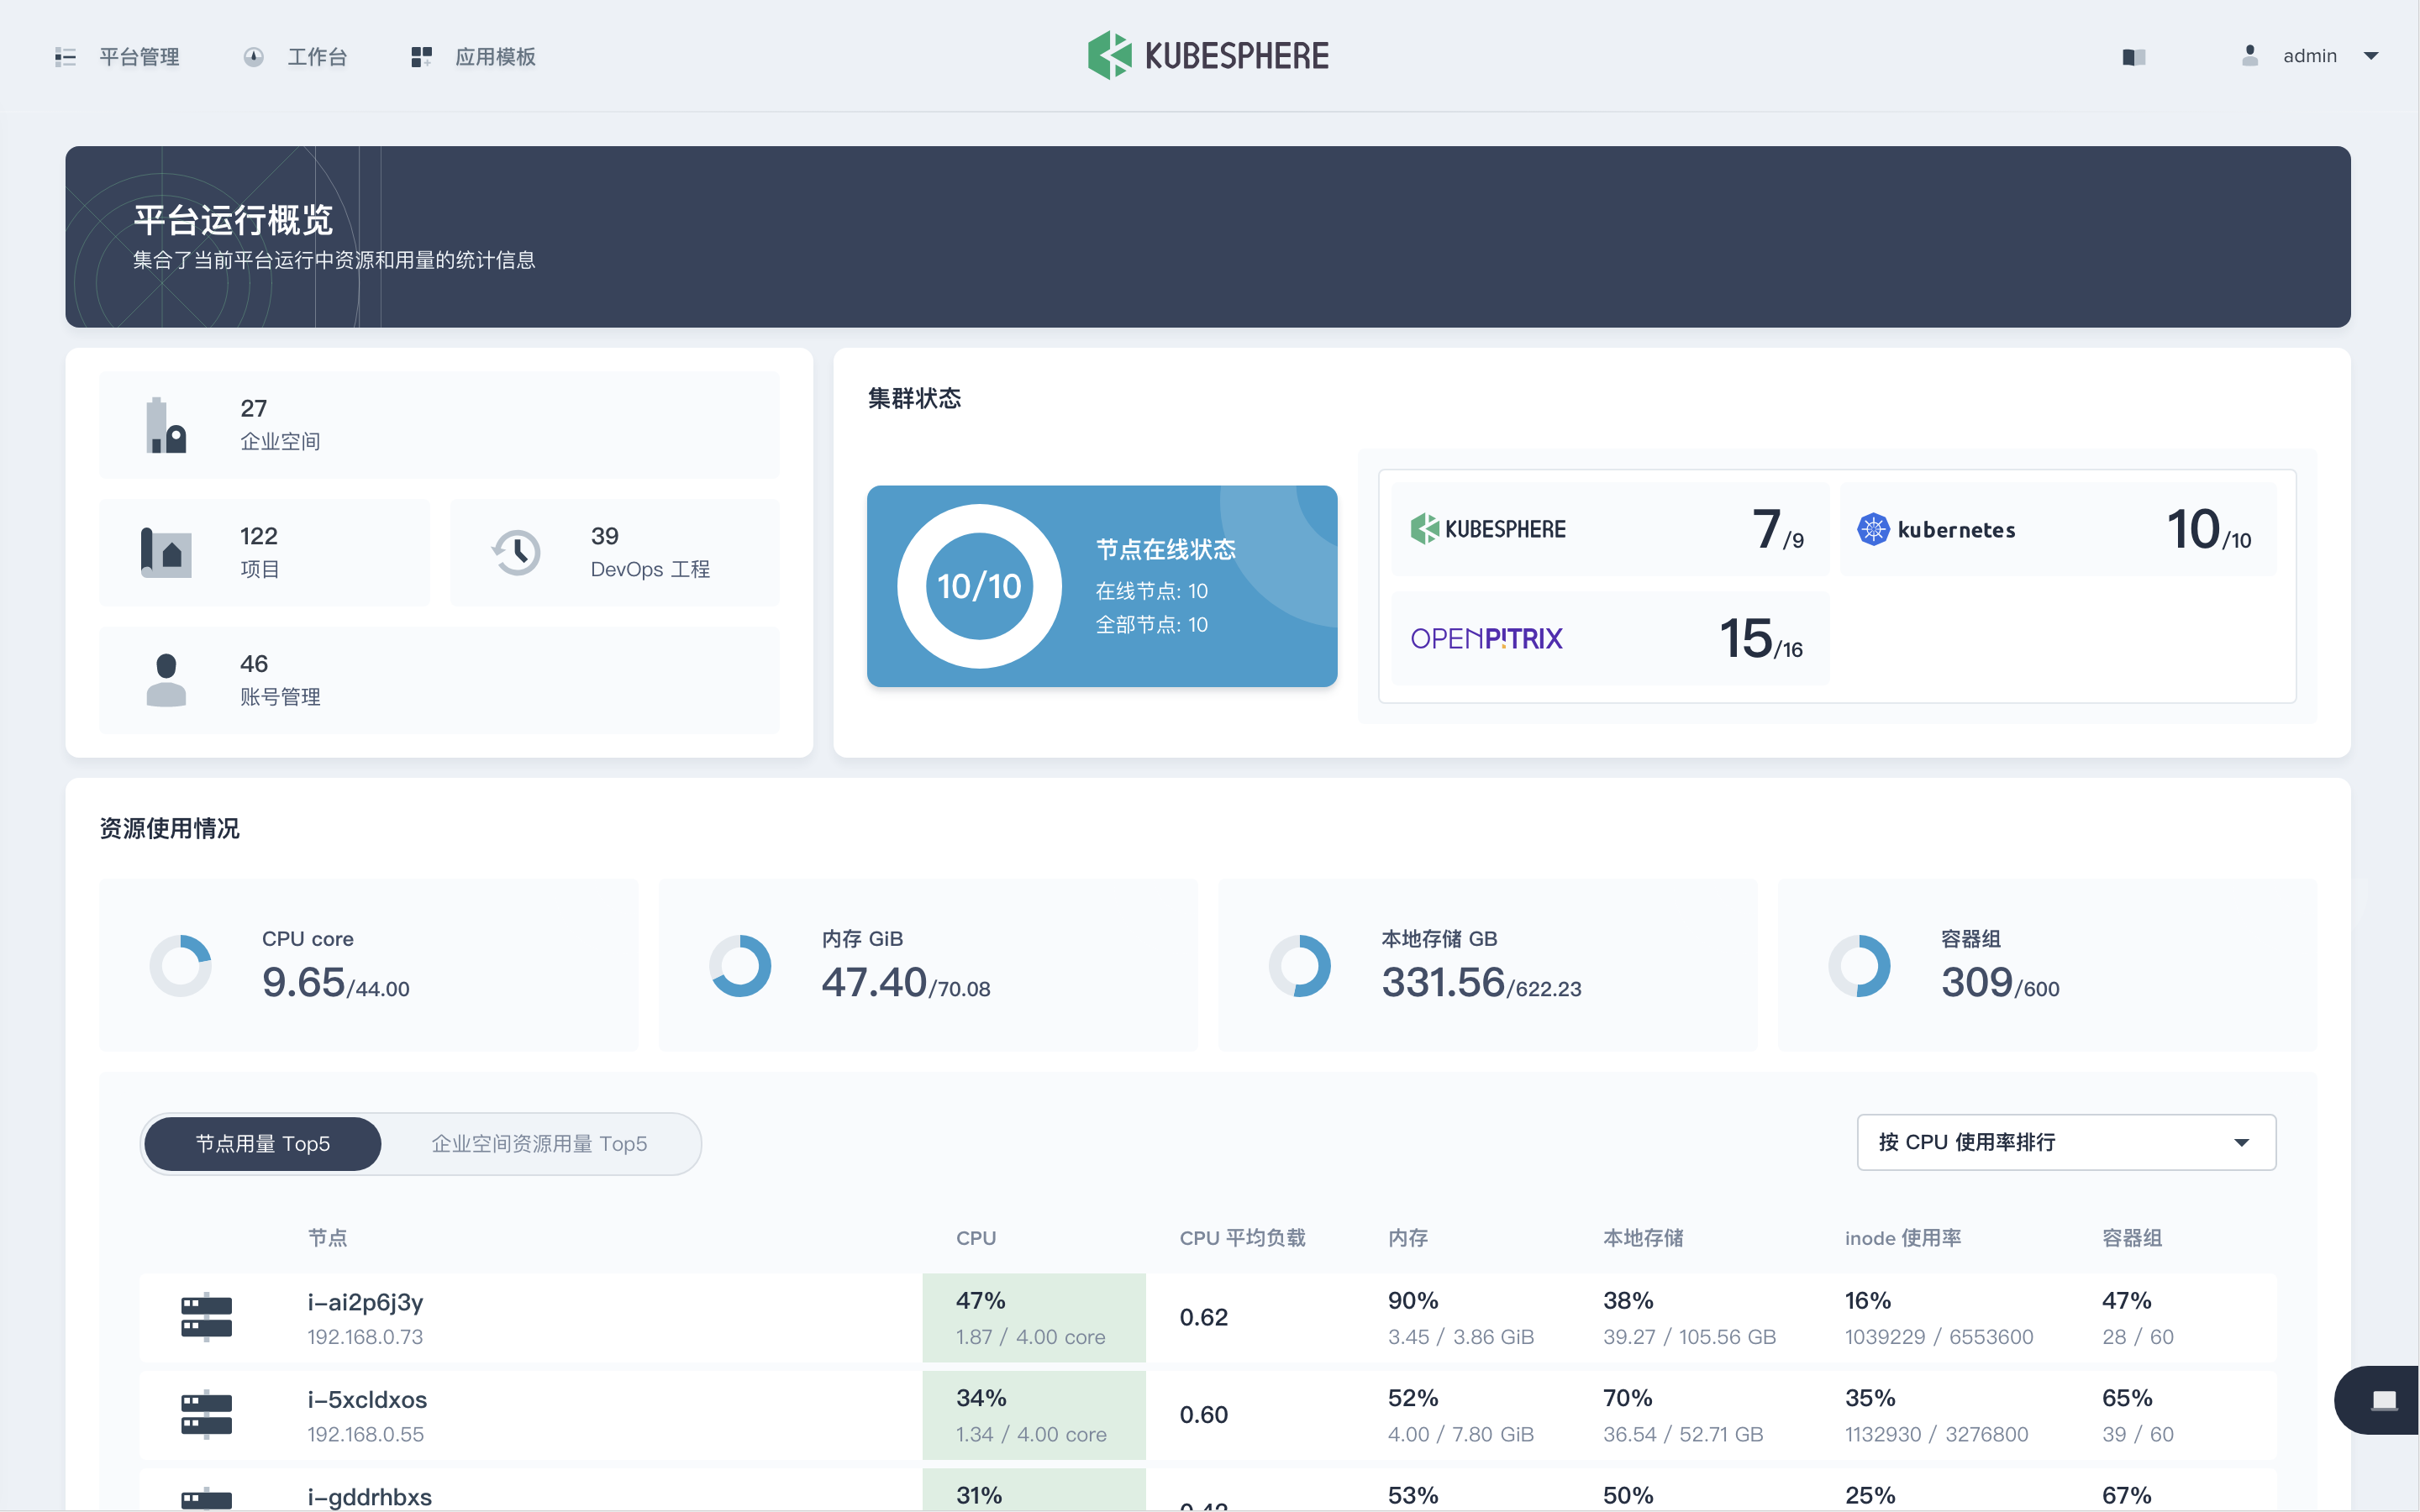 平台管理
工作台
应用模板
KUBESPHERE
admin
平台运行概览
集合了当前平台运行中资源和用量的统计信息
27
企业空间
122
项目
39
DevOps 工程
46
账号管理
集群状态
10/10
节点在线状态
在线节点: 10
全部节点: 10
KUBESPHERE
7/9
kubernetes
10/10
OPENPITRIX
15/16
资源使用情况
CPU core
9.65/44.00
内存 GiB
47.40/70.08
本地存储 GB
331.56/622.23
容器组
309/600
节点用量 Top5
企业空间资源用量 Top5
按 CPU 使用率排行
节点 CPU CPU 平均负载 内存 本地存储 inode 使用率 容器组
i-ai2p6j3y 47% 0.62 90% 38% 16% 47%
192.168.0.73 1.87 / 4.00 core 3.45 / 3.86 GiB 39.27 / 105.56 GB 1039229 / 6553600 28 / 60
i-5xcldxos 34% 0.60 52% 70% 35% 65%
192.168.0.55 1.34 / 4.00 core 4.00 / 7.80 GiB 36.54 / 52.71 GB 1132930 / 3276800 39 / 60
i-gddrhbxs 31% 53% 50% 25% 67%